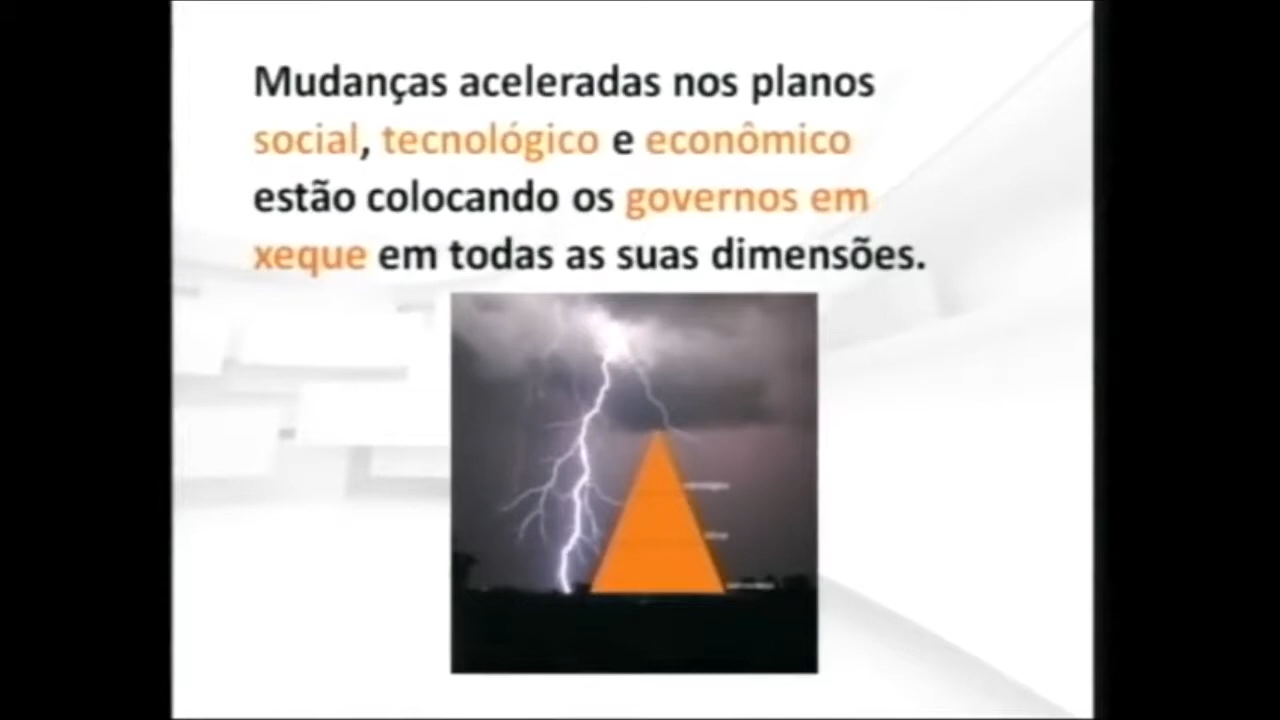 Mudanças aceleradas nos planos
social, tecnológico e econômico
estão colocando os governos em
xeque em todas as suas dimensões.